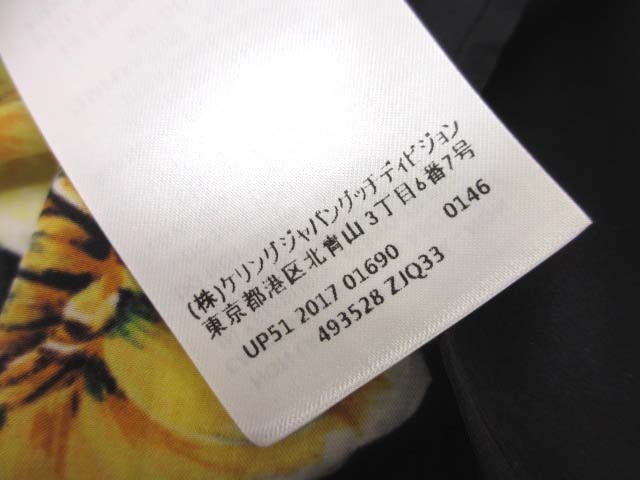 (株)ケリングジャパングッチディビジョン
東京都港区北青山3丁目6番7号
UP51 2017 01690 0146
493528 ZJQ33